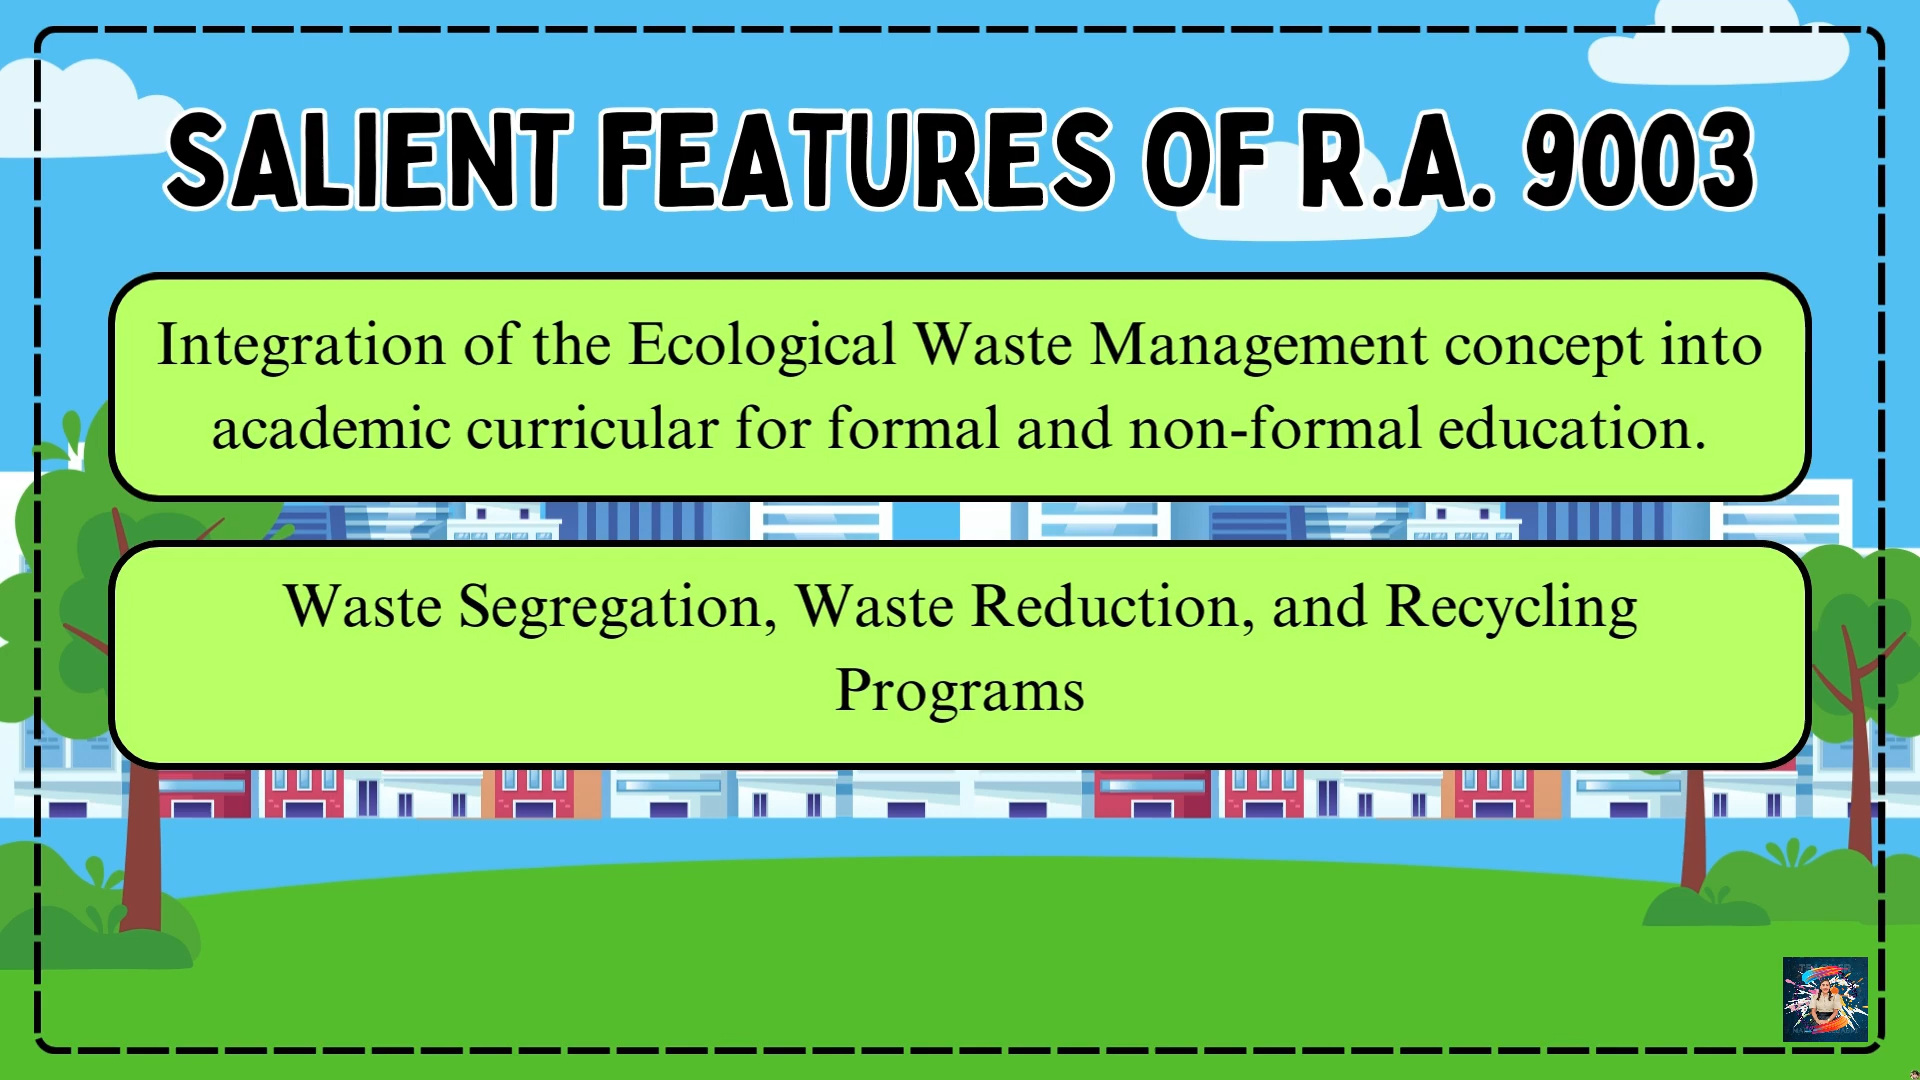 SALIENT FEATURES OF R.A. 9003
Integration of the Ecological Waste Management concept into
academic curricular for formal and non-formal education.
Waste Segregation, Waste Reduction, and Recycling
Programs